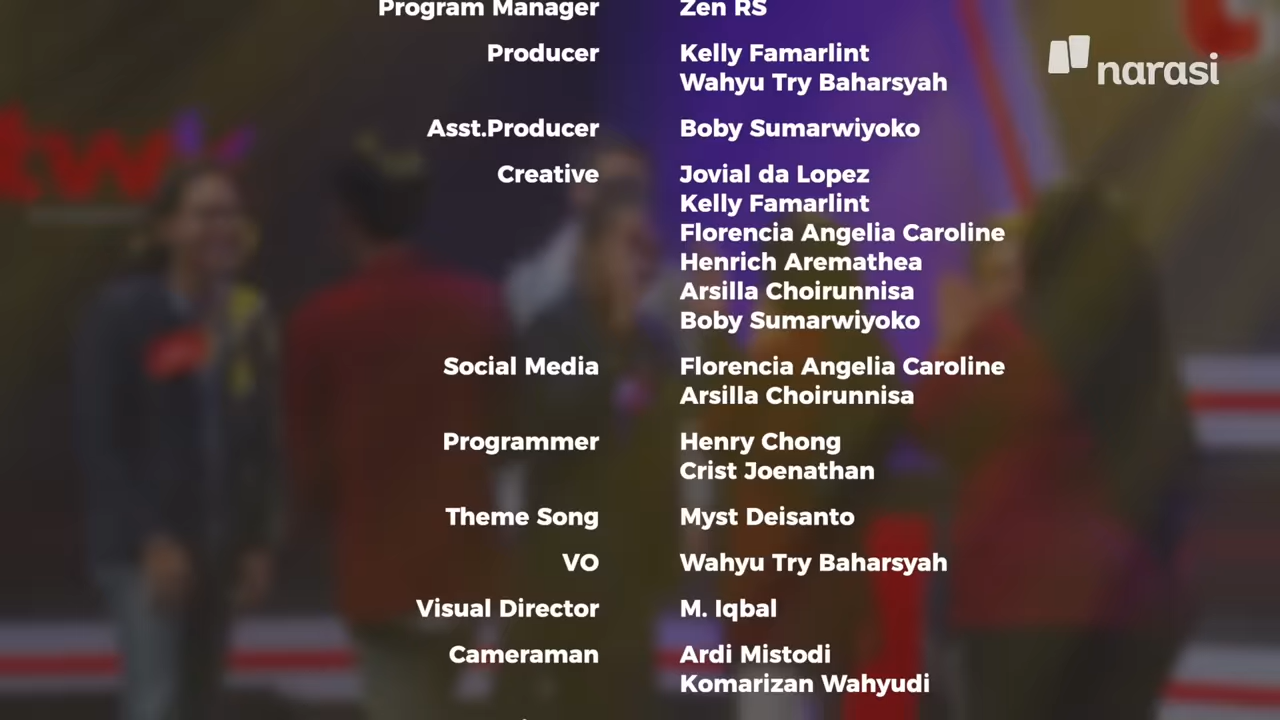 Program Manager Zen RS
narasi
Producer Kelly Famarlint
Wahyu Try Baharsyah
Asst.Producer Boby Sumarwiyoko
Creative Jovial da Lopez
Kelly Famarlint
Florencia Angelia Caroline
Henrich Aremathea
Arsilla Choirunnisa
Boby Sumarwiyoko
Social Media Florencia Angelia Caroline
Arsilla Choirunnisa
Programmer Henry Chong
Crist Joenathan
Theme Song Myst Deisanto
VO Wahyu Try Baharsyah
Visual Director M. Iqbal
Cameraman Ardi Mistodi
Komarizan Wahyudi